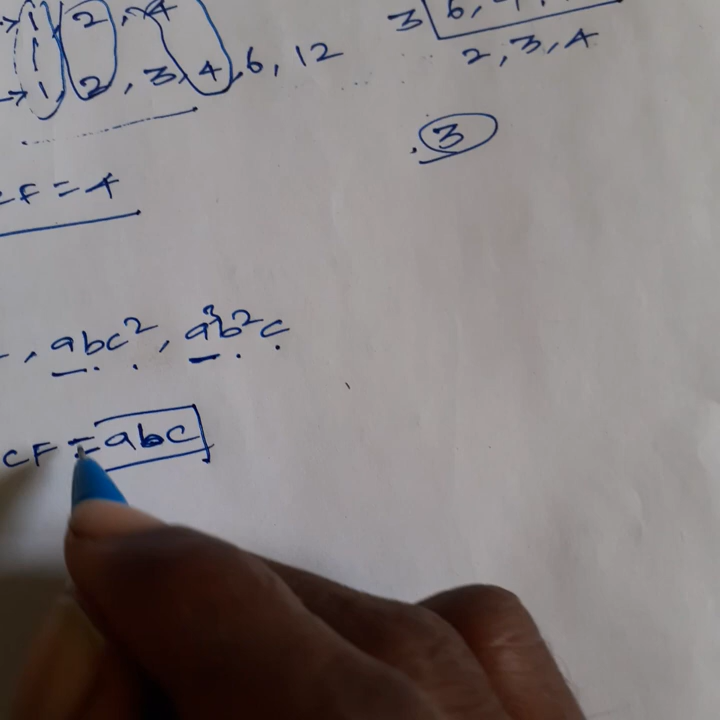 → 1, 2, 4
→ 1, 2, 3, 4, 6, 12
3 6,
2, 3, 4
3
CF = 4
, abc², a³b²c
CF = abc